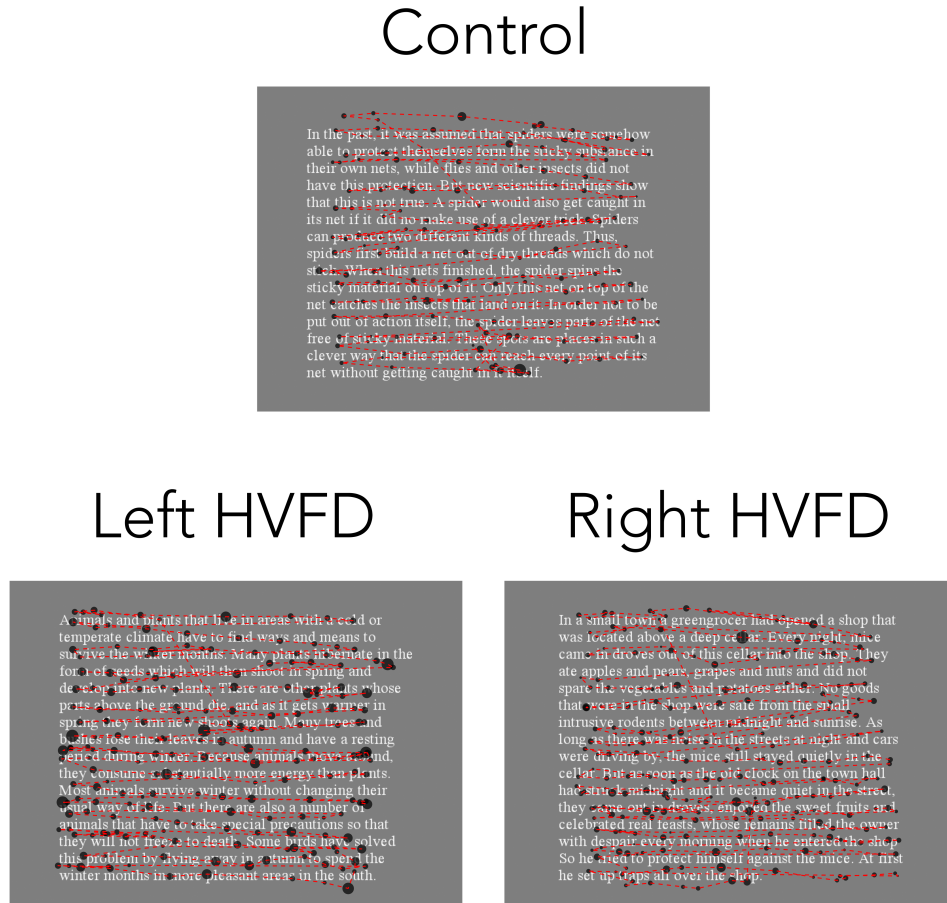 Control
In the past, it was assumed that spiders were somehow
able to protect themselves form the sticky substance in
their own nets, while flies and other insects did not
have this protection. But new scientific findings show
that this is not true. A spider would also get caught in
its net if it did no make use of a clever trick. Spiders
can produce two different kinds of threads. Thus,
spiders first build a net out of dry threads which do not
stick. When this nets finished, the spider spins the
sticky material on top of it. Only this net on top of the
net catches the insects that land on it. In order not to be
put out of action itself, the spider leaves parts of the net
free of sticky material. These spots are places in such a
clever way that the spider can reach every point of its
net without getting caught in it itself.
Left HVFD
Animals and plants that live in areas with a cold or
temperate climate have to find ways and means to
survive the winter months. Many plants hibernate in the
form of seeds which will then shoot in spring and
develop into new plants. There are other plants whose
parts above the ground die, and as it gets warmer in
spring they form new shoots again. Many trees and
bushes lose their leaves in autumn and have a resting
period during winter. Because animals move around,
they consume substantially more energy than plants.
Most animals survive winter without changing their
usual way of life. But there are also a number of
animals that have to take special precautions so that
they will not freeze to death. Some birds have solved
this problem by flying away in autumn to spend the
winter months in more pleasant areas in the south.
Right HVFD
In a small town a greengrocer had opened a shop that
was located above a deep cellar. Every night, mice
came in droves out of this cellar into the shop. They
ate apples and pears, grapes and nuts and did not
spare the vegetables and potatoes either. No goods
that were in the shop were safe from the small
intrusive rodents between midnight and sunrise. As
long as there was noise in the streets at night and cars
were driving by, the mice still stayed quietly in the
cellar. But as soon as the old clock on the town hall
had struck midnight and it became quiet in the street,
they came out in droves, enjoyed the sweet fruits and
celebrated real feasts, whose remains filled the owner
with despair every morning when he entered the shop
So he tried to protect himself against the mice. At first
he set up traps all over the shop.